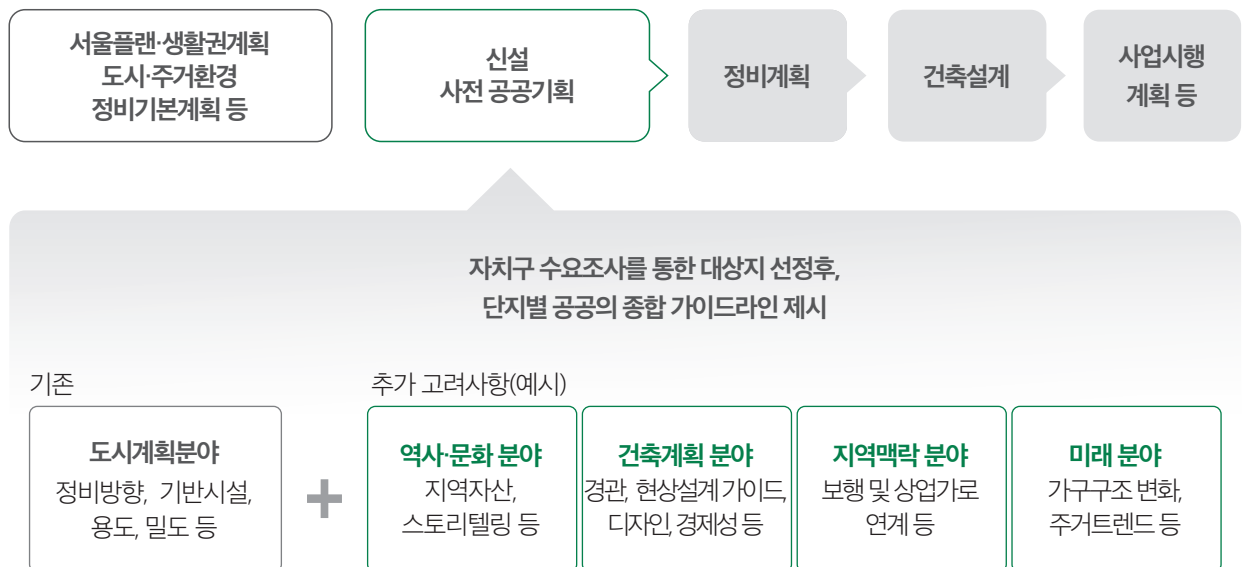 서울플랜·생활권계획
도시·주거환경
정비기본계획 등
신설
사전 공공기획
정비계획
건축설계
사업시행
계획 등
자치구 수요조사를 통한 대상지 선정후,
단지별 공공의 종합 가이드라인 제시
기존
도시계획분야
정비방향, 기반시설,
용도, 밀도 등
+
추가 고려사항(예시)
역사·문화 분야
지역자산,
스토리텔링 등
건축계획 분야
경관, 현상설계 가이드,
디자인, 경제성 등
지역맥락 분야
보행 및 상업가로
연계 등
미래 분야
가구구조 변화,
주거트렌드 등